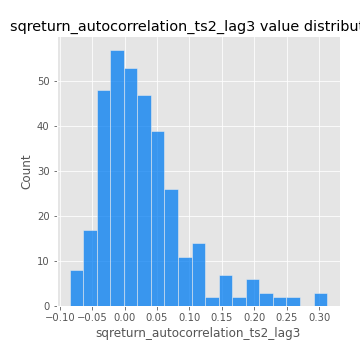 sqreturn_autocorrelation_ts2_lag3 value distribut
50
40
30
20
10
0
Count
−0.10 −0.05 0.00 0.05 0.10 0.15 0.20 0.25 0.30
sqreturn_autocorrelation_ts2_lag3